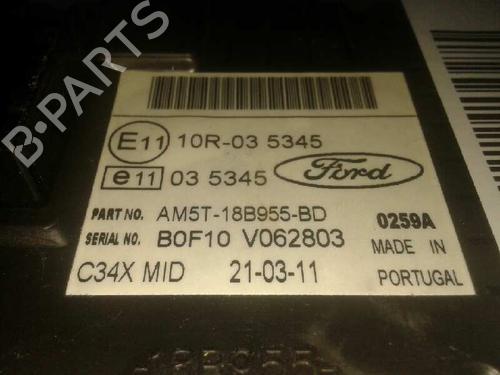 B-PARTS
E11 10R-03 5345
e11 03 5345
Ford
PART NO. AM5T-18B955-BD 0259A
SERIAL NO. B0F10 V062803 MADE IN
C34X MID 21-03-11 PORTUGAL